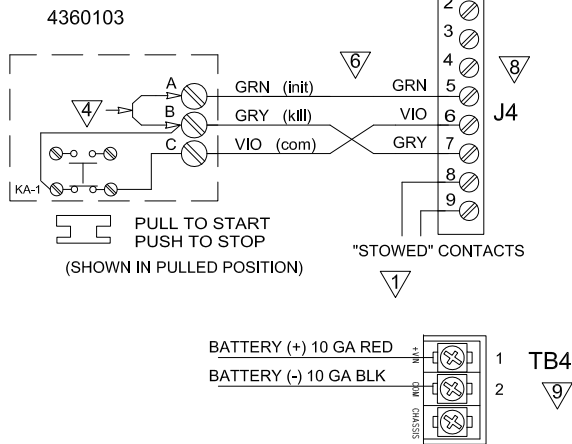 4360103
2
3
4
5
6
7
8
9
J4
6
8
A
B
C
4
GRN (init) GRN
GRY (kill) VIO
VIO (com) GRY
KA-1
PULL TO START
PUSH TO STOP
(SHOWN IN PULLED POSITION)
"STOWED" CONTACTS
1
BATTERY (+) 10 GA RED
BATTERY (-) 10 GA BLK
+VIN
COM
CHASSIS
1
2
TB4
9